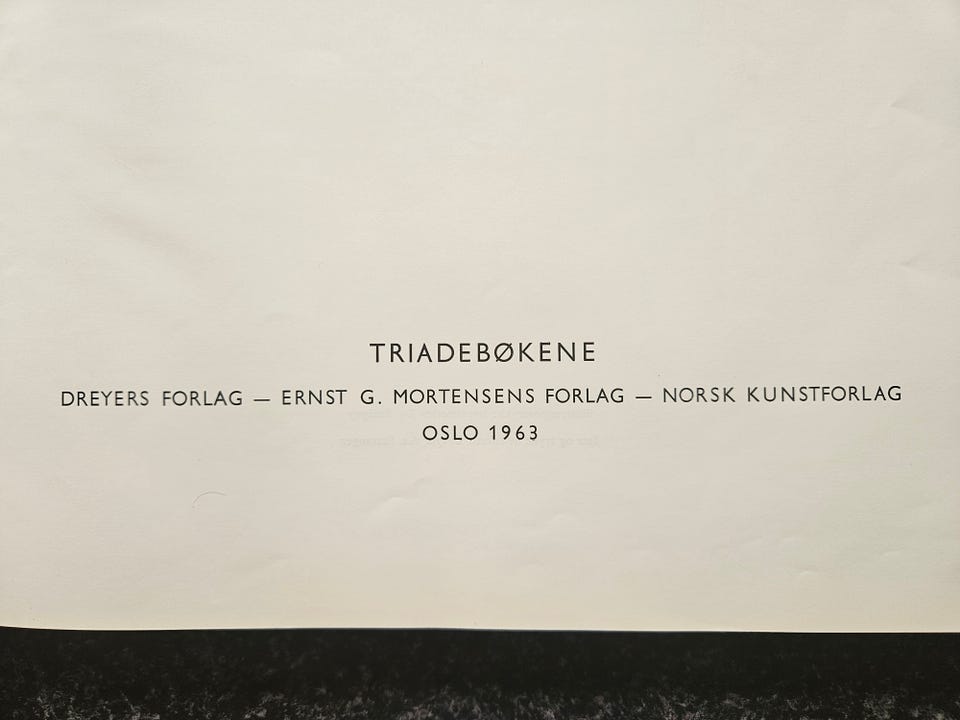 TRIADEBØKENE
DREYERS FORLAG — ERNST G. MORTENSENS FORLAG — NORSK KUNSTFORLAG
OSLO 1963